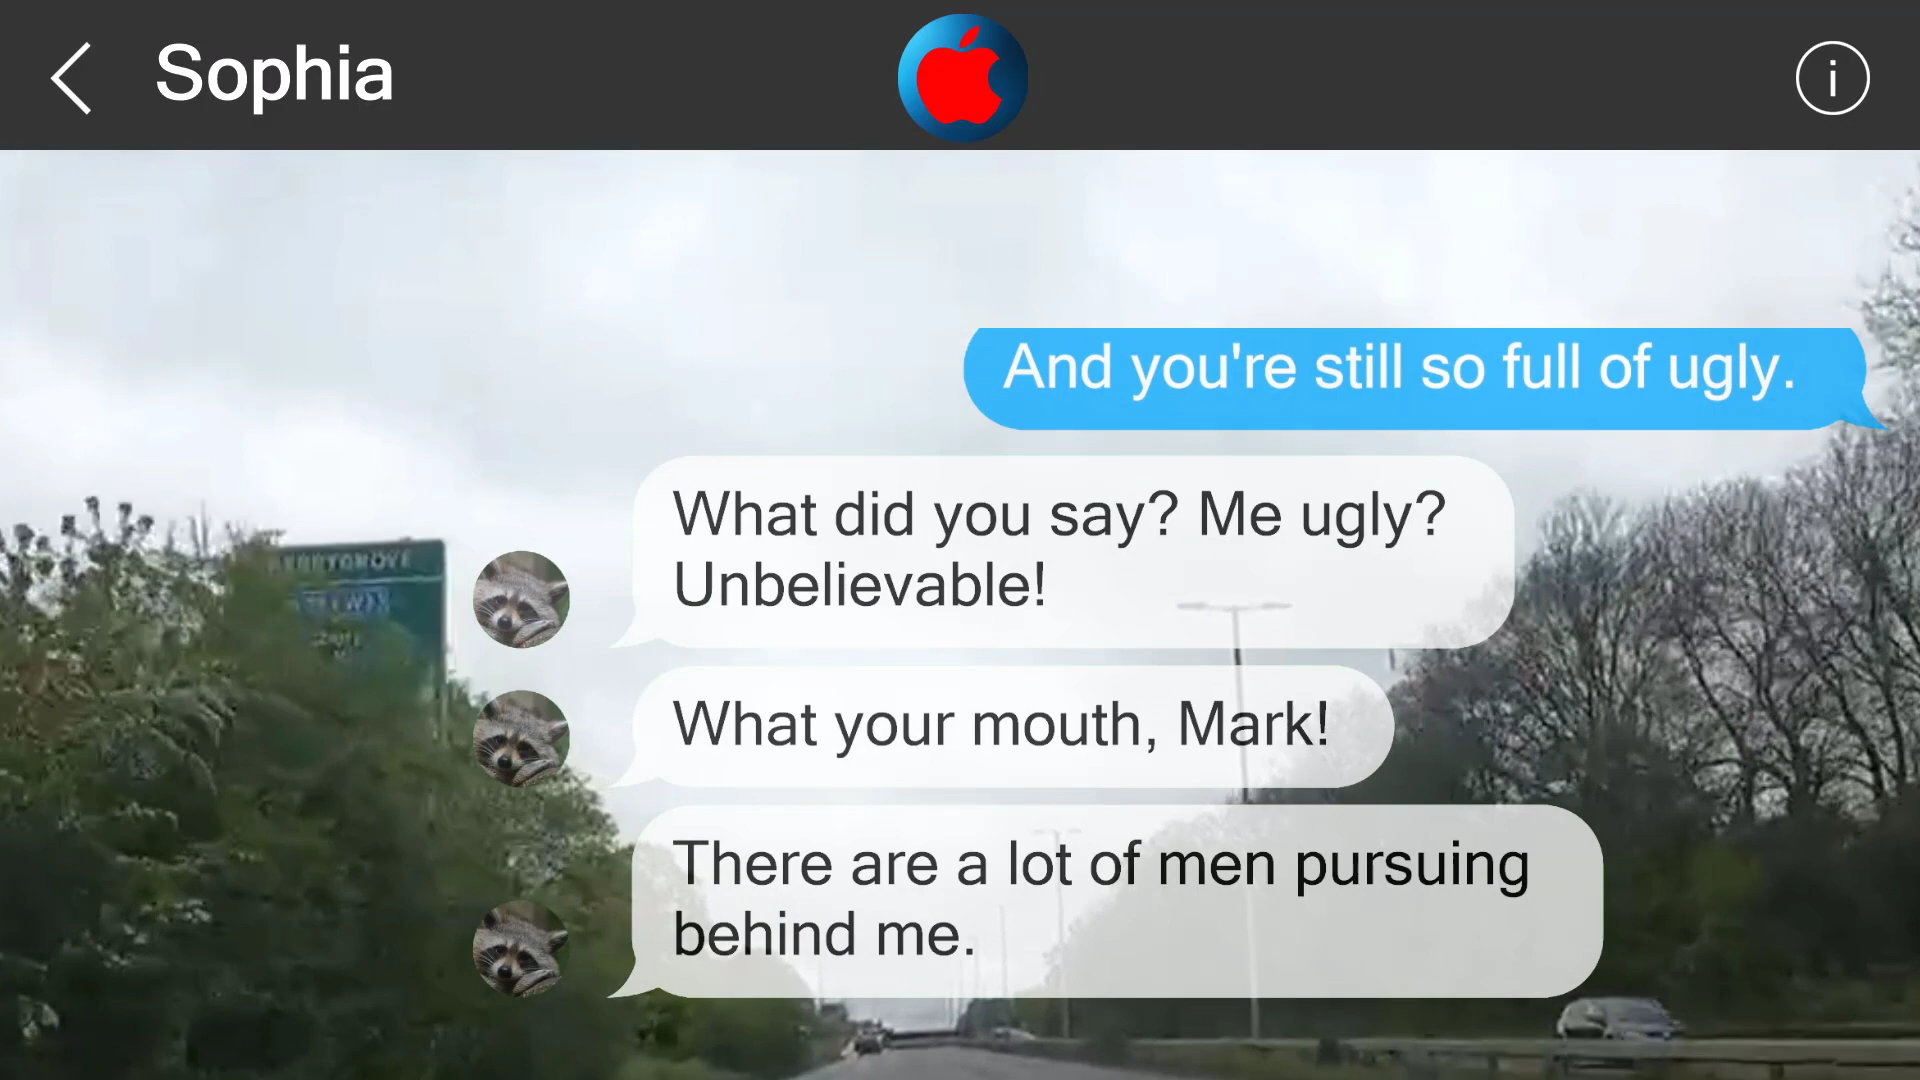 Sophia
And you're still so full of ugly.
What did you say? Me ugly?
Unbelievable!
What your mouth, Mark!
There are a lot of men pursuing
behind me.